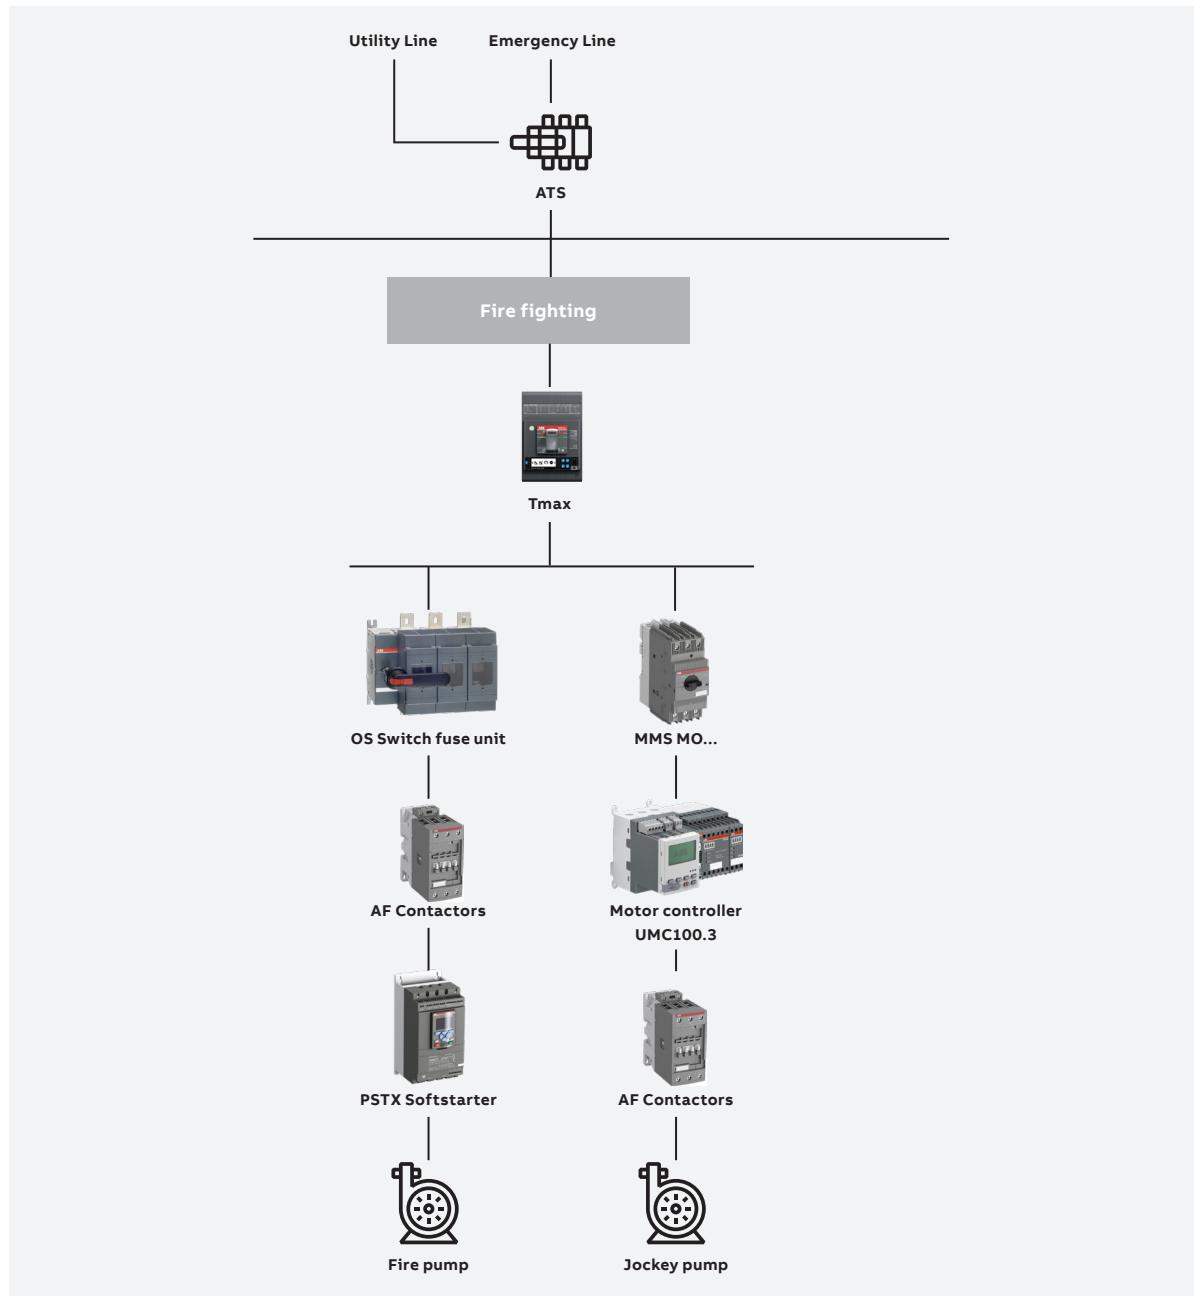 Utility Line
Emergency Line
ATS
Fire fighting
Tmax
OS Switch fuse unit
MMS MO...
AF Contactors
Motor controller
UMC100.3
PSTX Softstarter
AF Contactors
Fire pump
Jockey pump